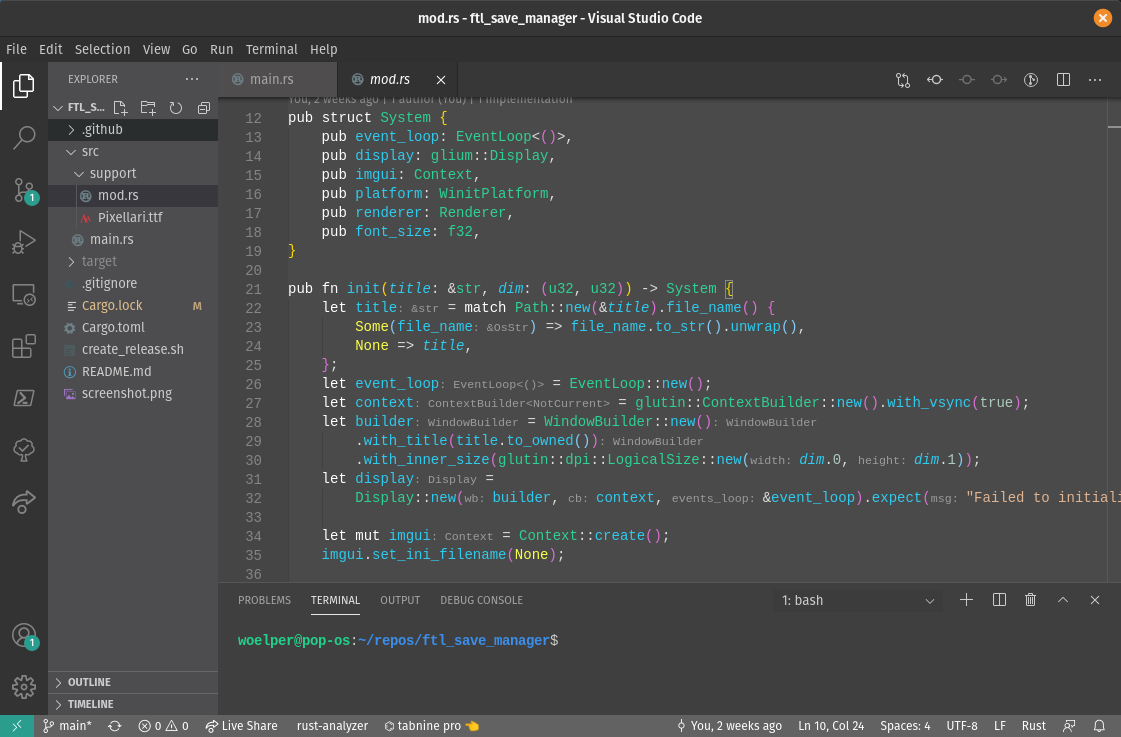 mod.rs - ftl_save_manager - Visual Studio Code
File Edit Selection View Go Run Terminal Help
EXPLORER
FTL_S...
.github
src
support
mod.rs
Pixellari.ttf
main.rs
target
.gitignore
Cargo.lock M
Cargo.toml
create_release.sh
README.md
screenshot.png
OUTLINE
TIMELINE
1
1
main.rs mod.rs
You, 2 weeks ago | 1 author (You) | 1 implementation
12 pub struct System {
13 pub event_loop: EventLoop<()>,
14 pub display: glium::Display,
15 pub imgui: Context,
16 pub platform: WinitPlatform,
17 pub renderer: Renderer,
18 pub font_size: f32,
19 }
20
21 pub fn init(title: &str, dim: (u32, u32)) -> System {
22 let title: &str = match Path::new(&title).file_name() {
23 Some(file_name: &OsStr) => file_name.to_str().unwrap(),
24 None => title,
25 };
26 let event_loop: EventLoop<()> = EventLoop::new();
27 let context: ContextBuilder<NotCurrent> = glutin::ContextBuilder::new().with_vsync(true);
28 let builder: WindowBuilder = WindowBuilder::new(): WindowBuilder
29 .with_title(title.to_owned()): WindowBuilder
30 .with_inner_size(glutin::dpi::LogicalSize::new(width: dim.0, height: dim.1));
31 let display: Display =
32 Display::new(wb: builder, cb: context, events_loop: &event_loop).expect(msg: "Failed to initiali
33
34 let mut imgui: Context = Context::create();
35 imgui.set_ini_filename(None);
36
PROBLEMS TERMINAL OUTPUT DEBUG CONSOLE 1: bash
woelper@pop-os:~/repos/ftl_save_manager$
main* 0 0 Live Share rust-analyzer tabnine pro 👈 You, 2 weeks ago Ln 10, Col 24 Spaces: 4 UTF-8 LF Rust